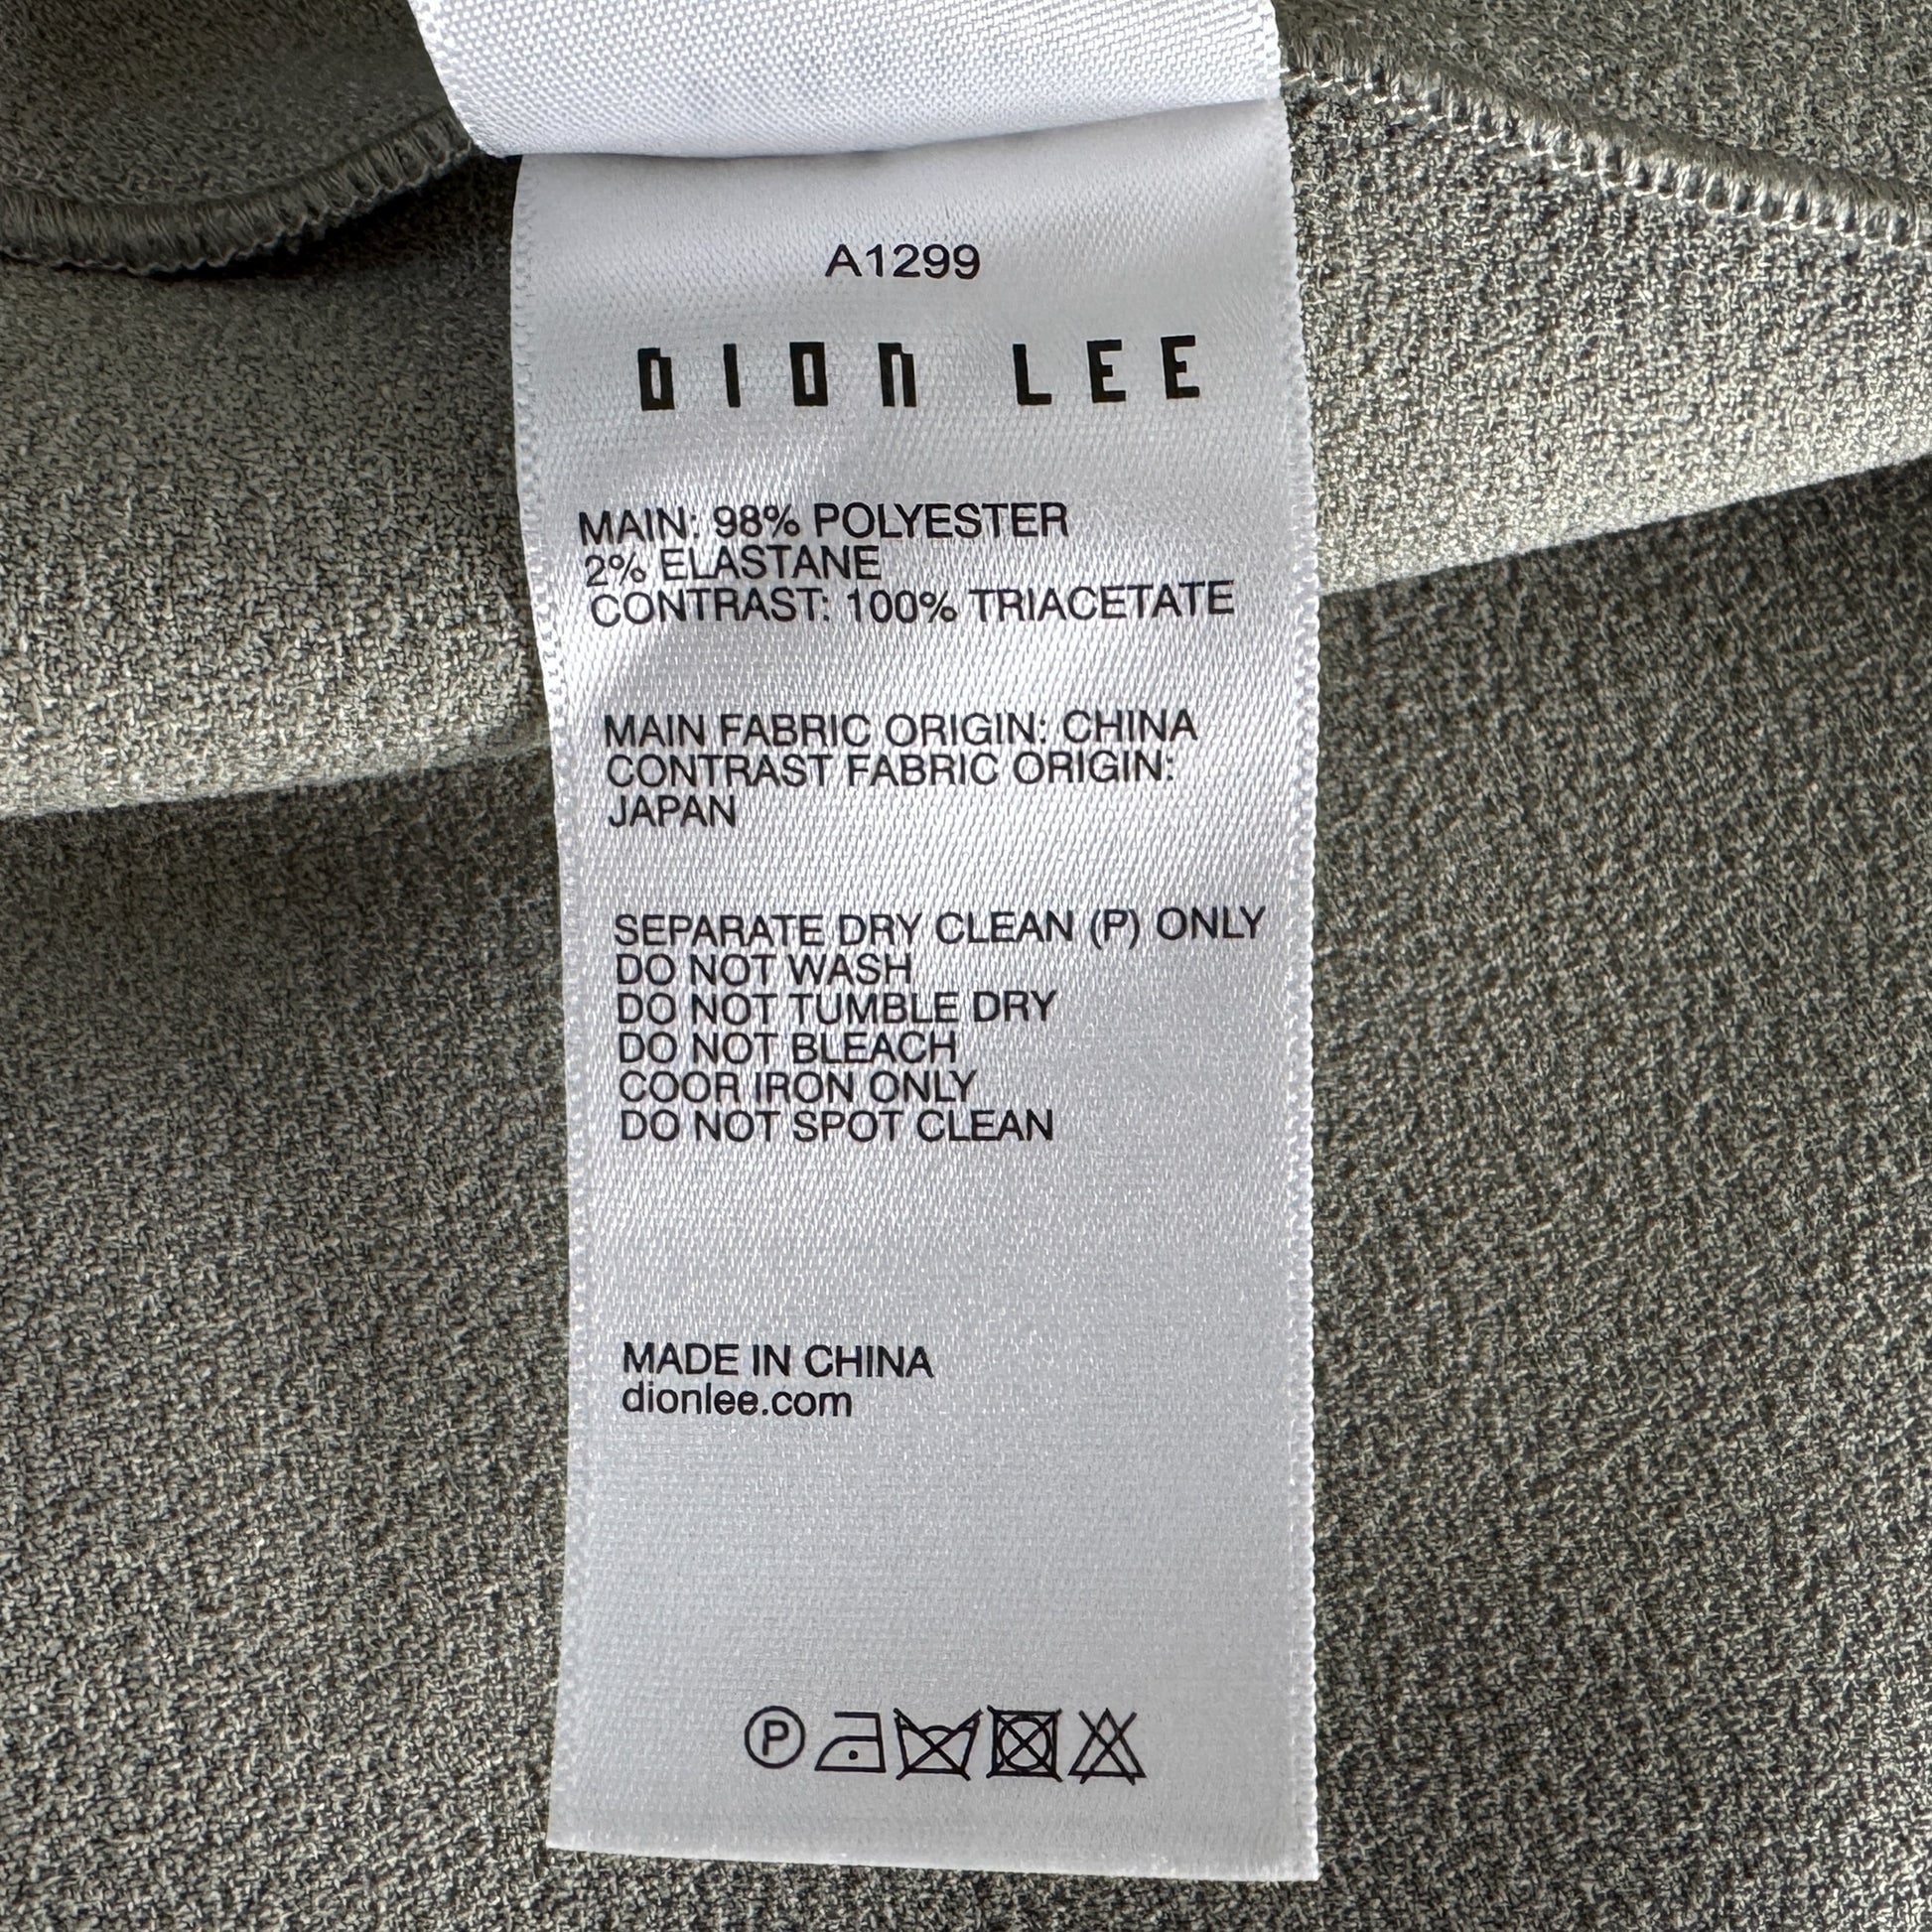 A1299
DION LEE
MAIN: 98% POLYESTER
2% ELASTANE
CONTRAST: 100% TRIACETATE
MAIN FABRIC ORIGIN: CHINA
CONTRAST FABRIC ORIGIN:
JAPAN
SEPARATE DRY CLEAN (P) ONLY
DO NOT WASH
DO NOT TUMBLE DRY
DO NOT BLEACH
COOR IRON ONLY
DO NOT SPOT CLEAN
MADE IN CHINA
dionlee.com
P